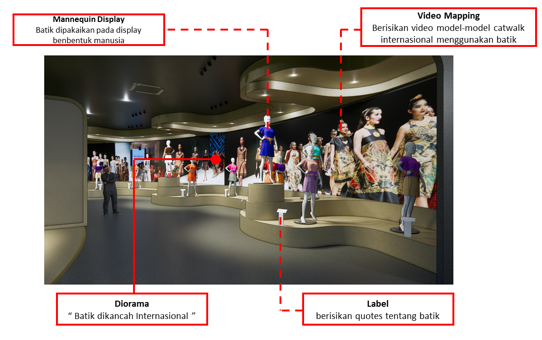 Mannequin Display
Batik dipakaikan pada display
benbentuk manusia
Video Mapping
Berisikan video model-model catwalk
internasional menggunakan batik
Diorama
“ Batik dikancah Internasional ”
Label
berisikan quotes tentang batik